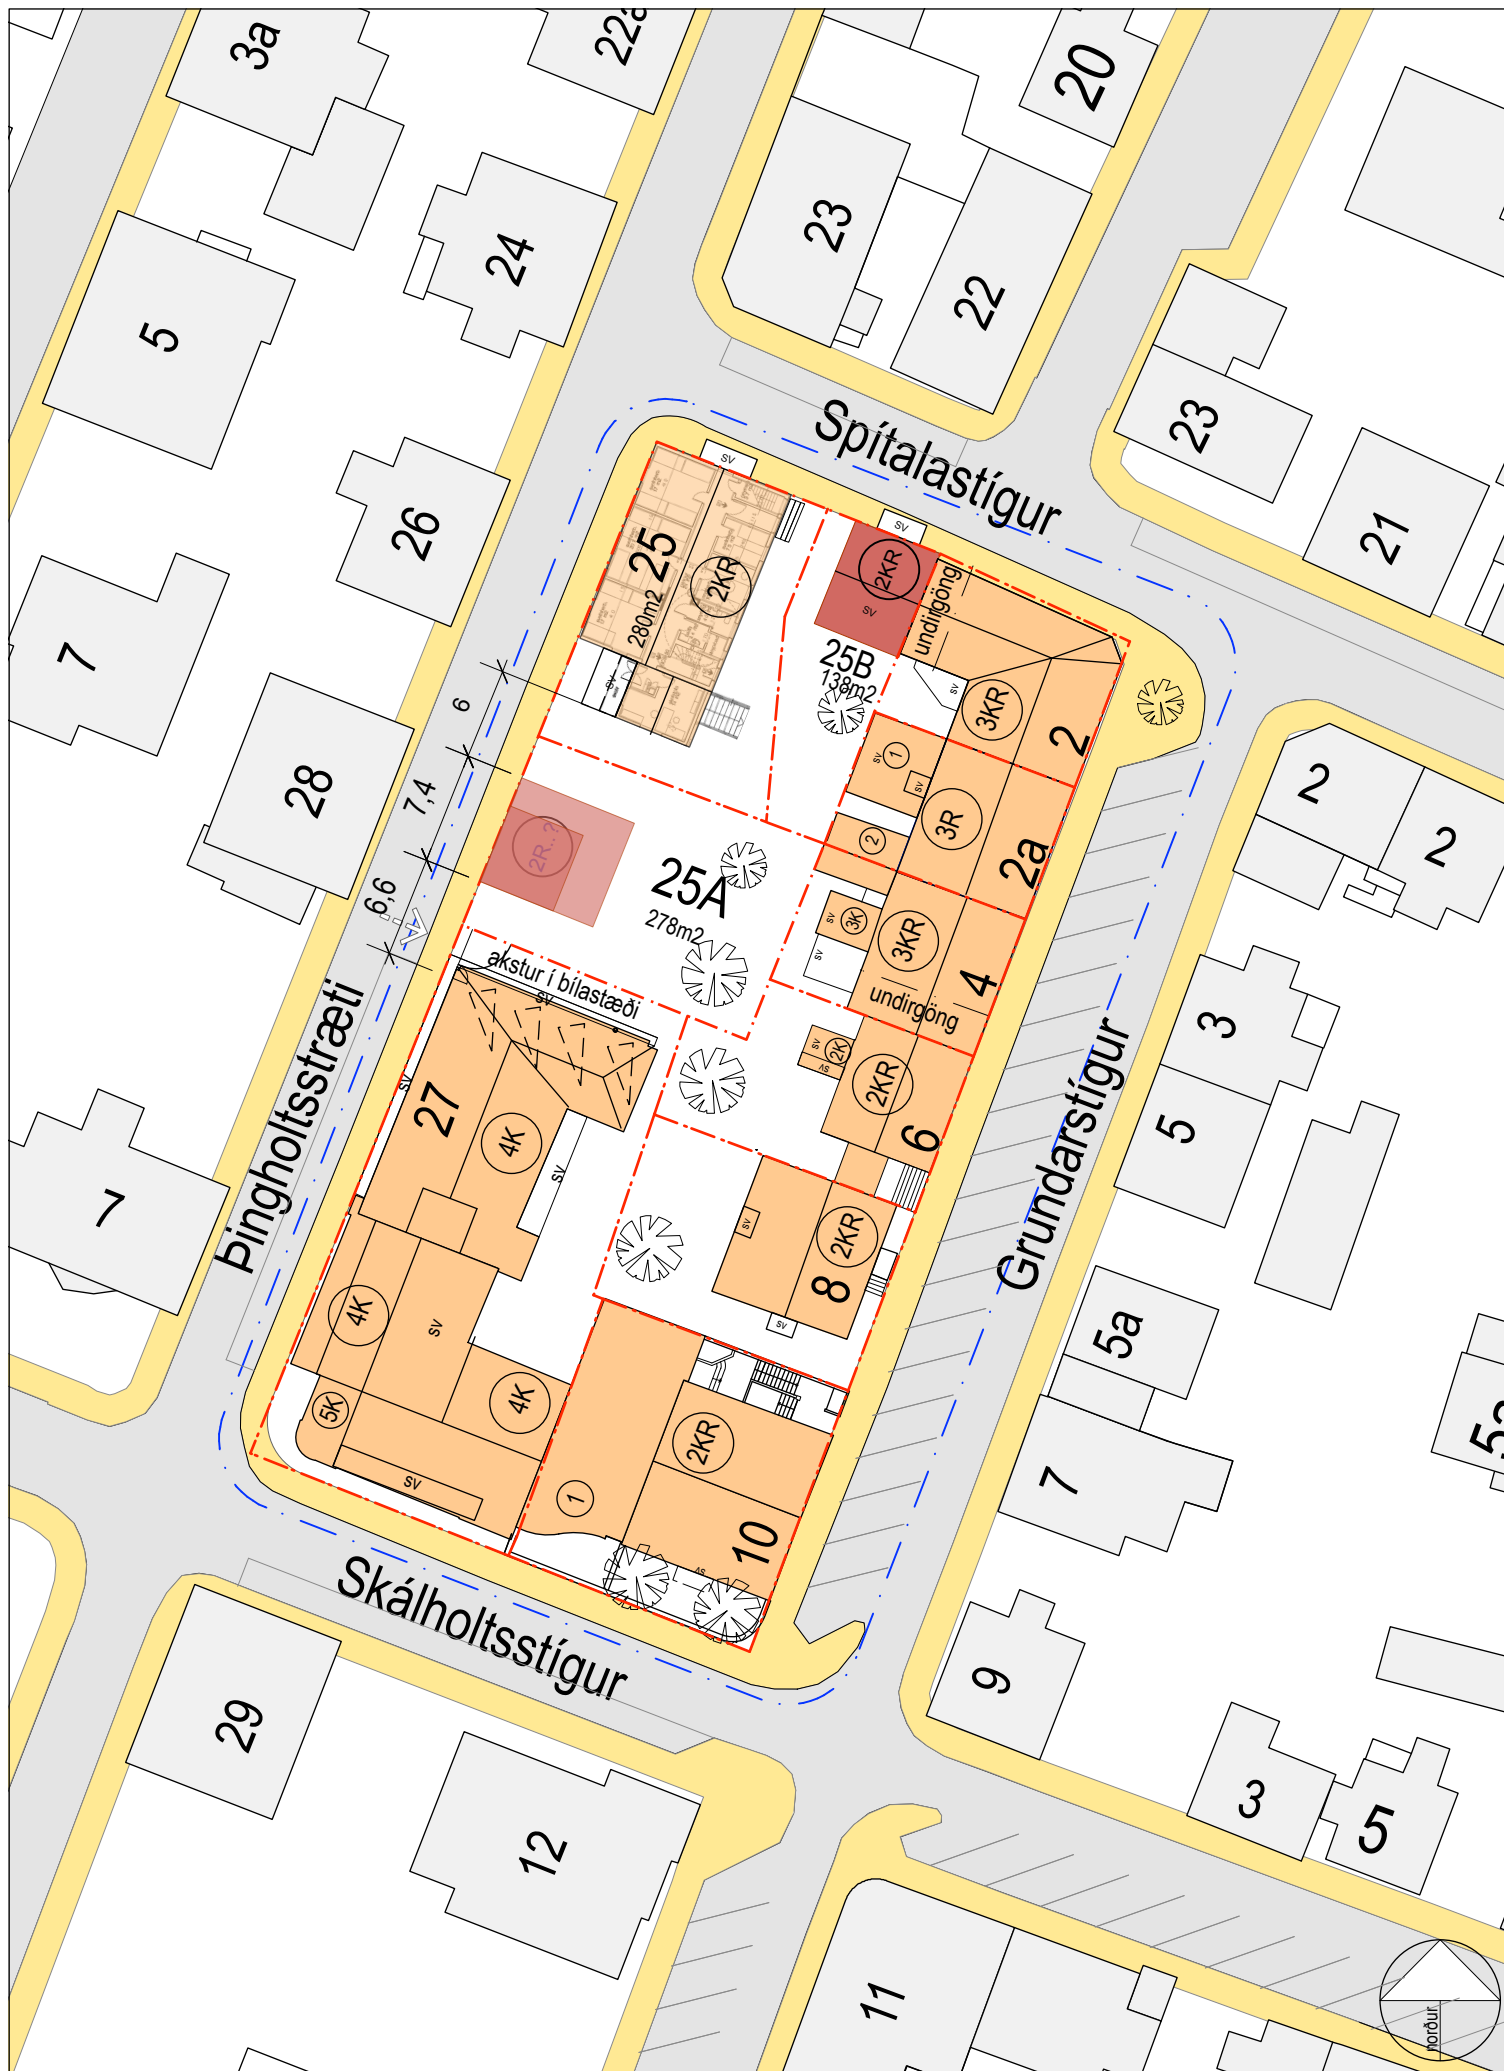 3a
22a
20
5
24
23
22
23
21
26
7
28
Spítalastígur
sv
25
280m2
2KR
sv
sv
2KR
sv
undirgöng
25B
138m2
sv
3KR
2
sv
1
sv
3R
2a
2
6
7,4
6,6
2R..?
25A
278m2
3K
sv
sv
3KR
4
undirgöng
akstur í bílastæði
sv
sv
27
4K
sv
2K
sv
sv
2KR
6
Þingholtsstræti
Grundarstígur
7
2
2
3
5
sv
2KR
8
sv
4K
sv
5K
4K
sv
2KR
1
10
sv
5a
7
5a
Skálholtsstígur
29
12
9
3
5
11
norður